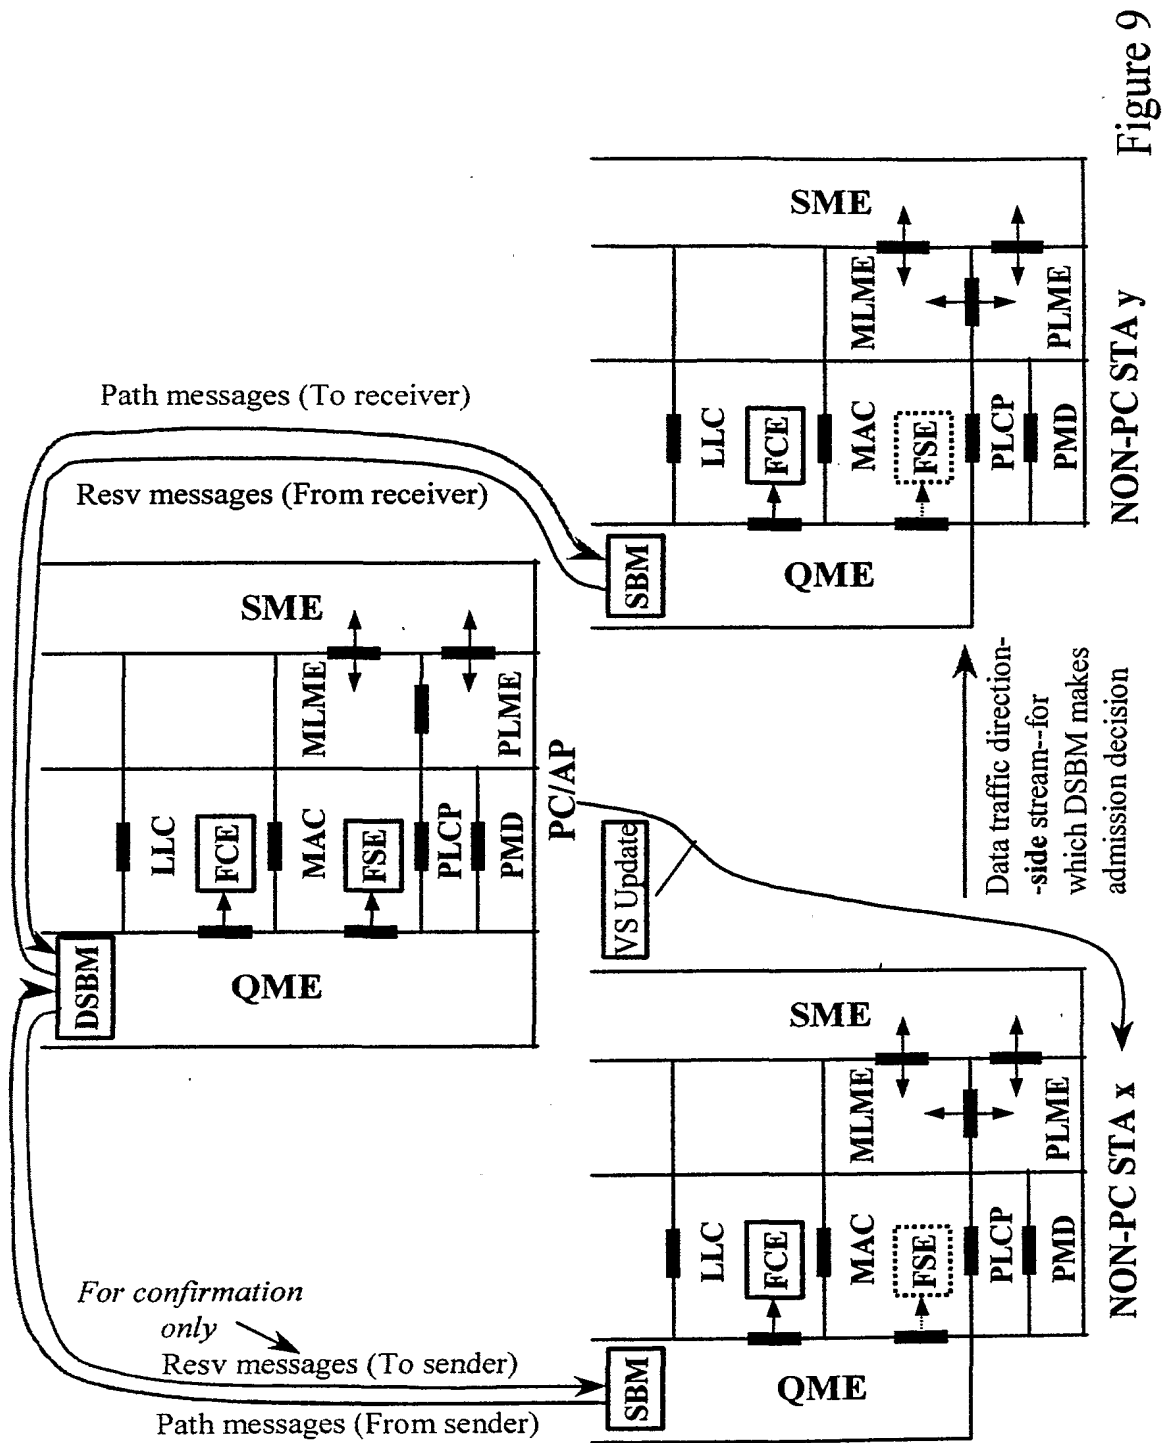 Path messages (From sender)
Resv messages (To sender)
For confirmation
only
Resv messages (From receiver)
Path messages (To receiver)
DSBM
QME
LLC
FCE
MAC
FSE
PLCP
PMD
MLME
PLME
SME
PC/AP
VS Update
SBM
QME
LLC
FCE
MAC
FSE
PLCP
PMD
MLME
PLME
SME
NON-PC STA x
Data traffic direction-
-side stream--for
which DSBM makes
admission decision
SBM
QME
LLC
FCE
MAC
FSE
PLCP
PMD
MLME
PLME
SME
NON-PC STA y
Figure 9